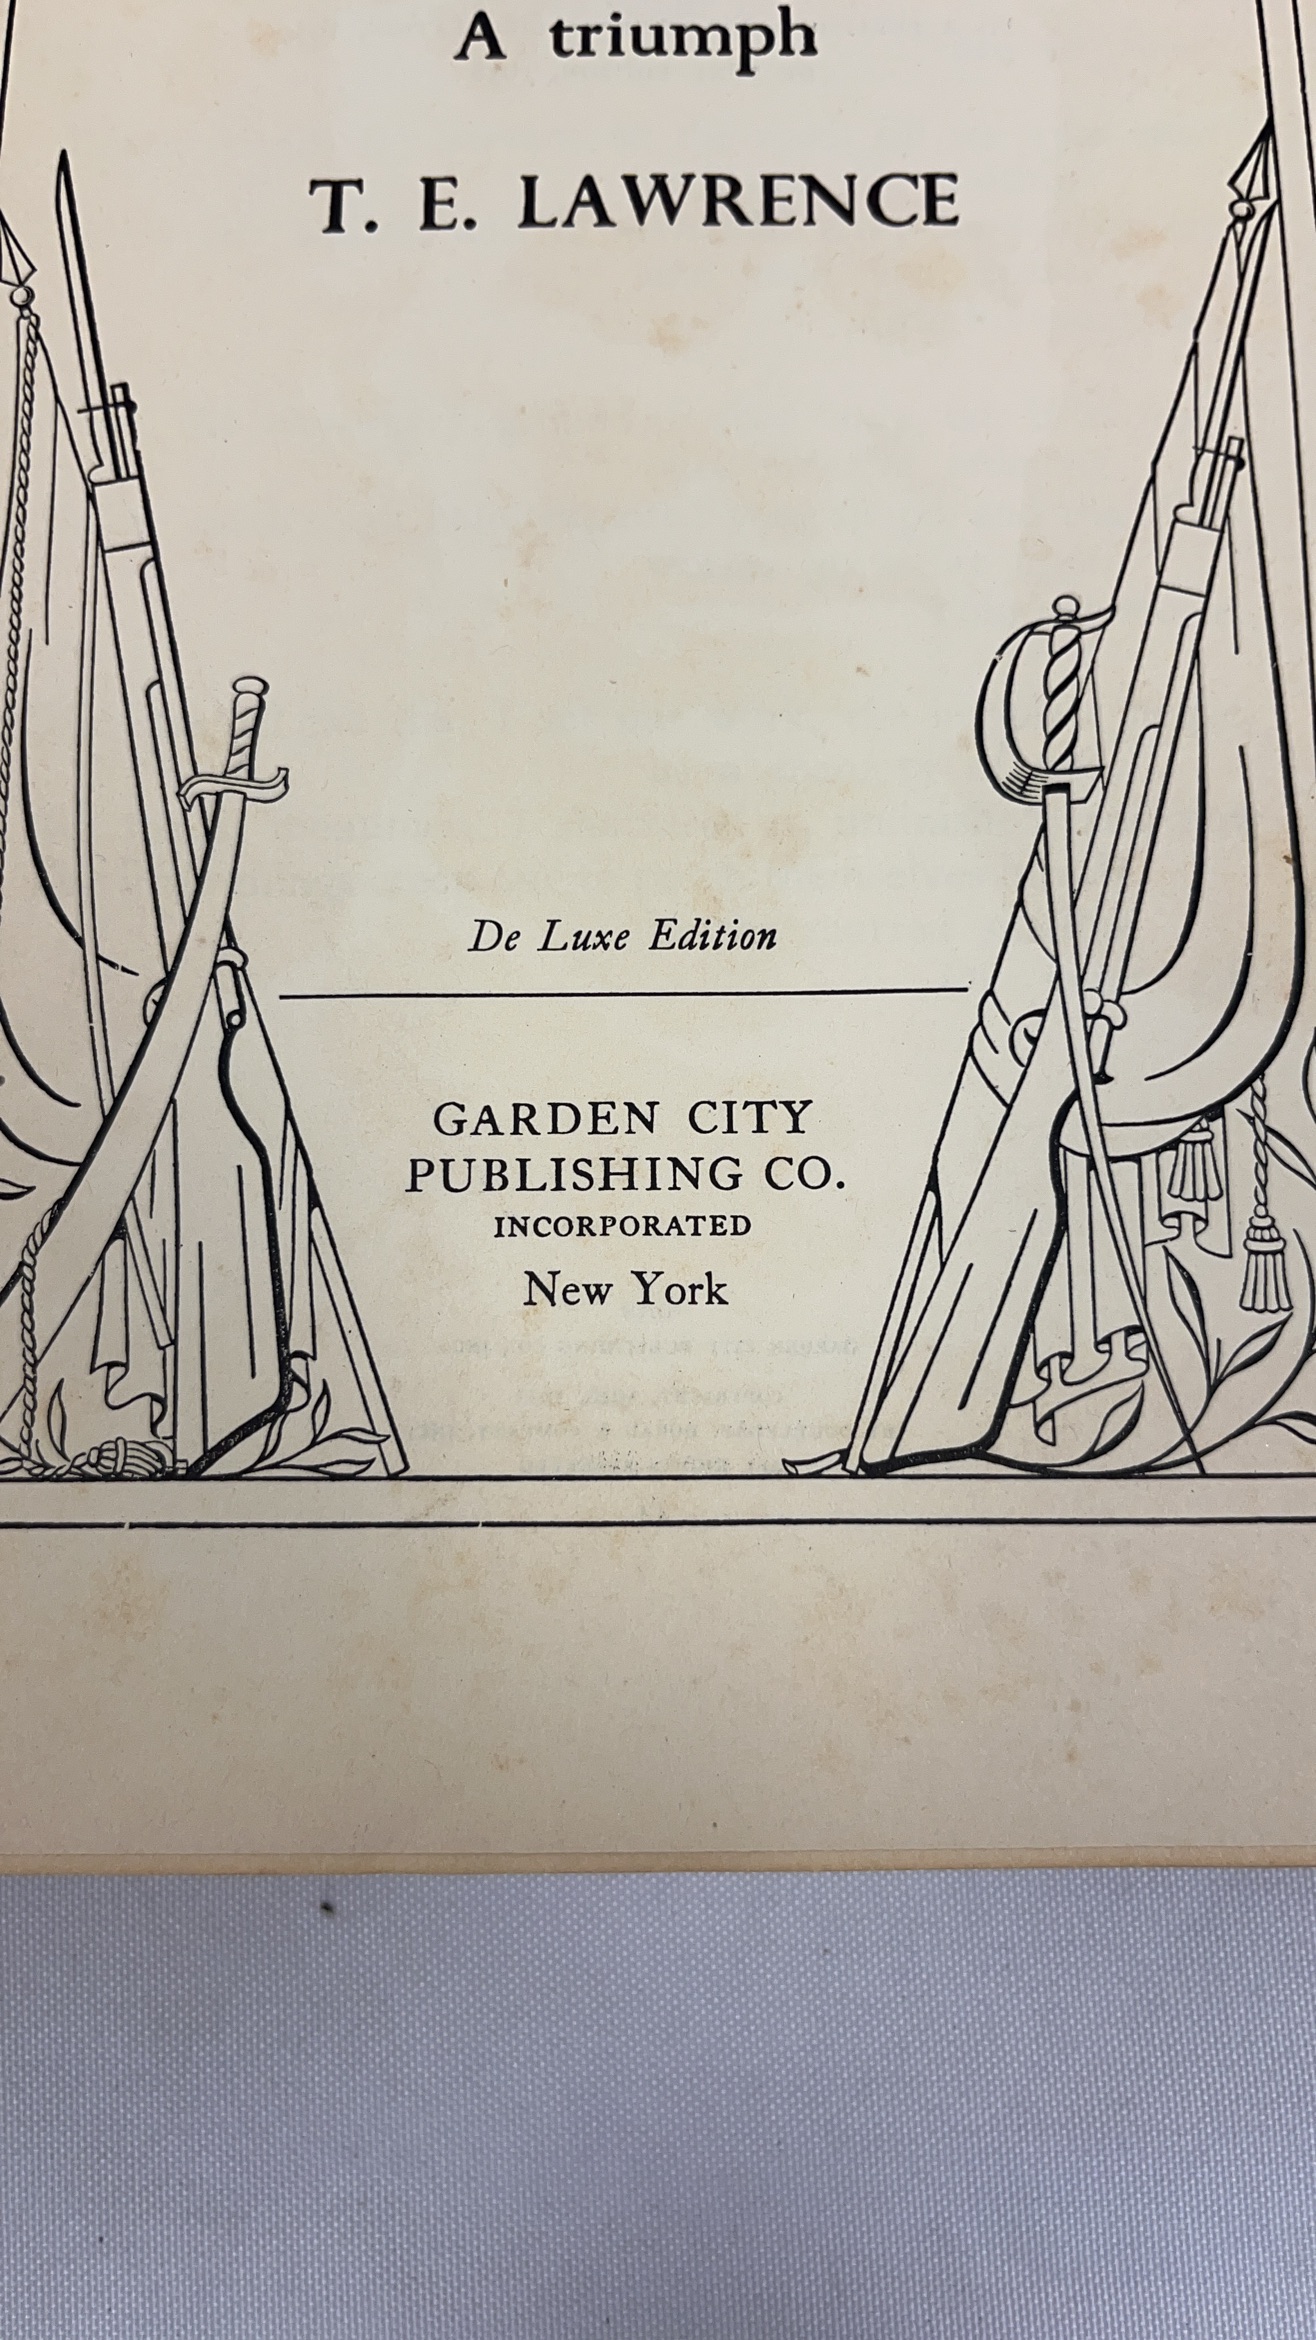 A triumph
T. E. LAWRENCE
De Luxe Edition
GARDEN CITY
PUBLISHING CO.
INCORPORATED
New York